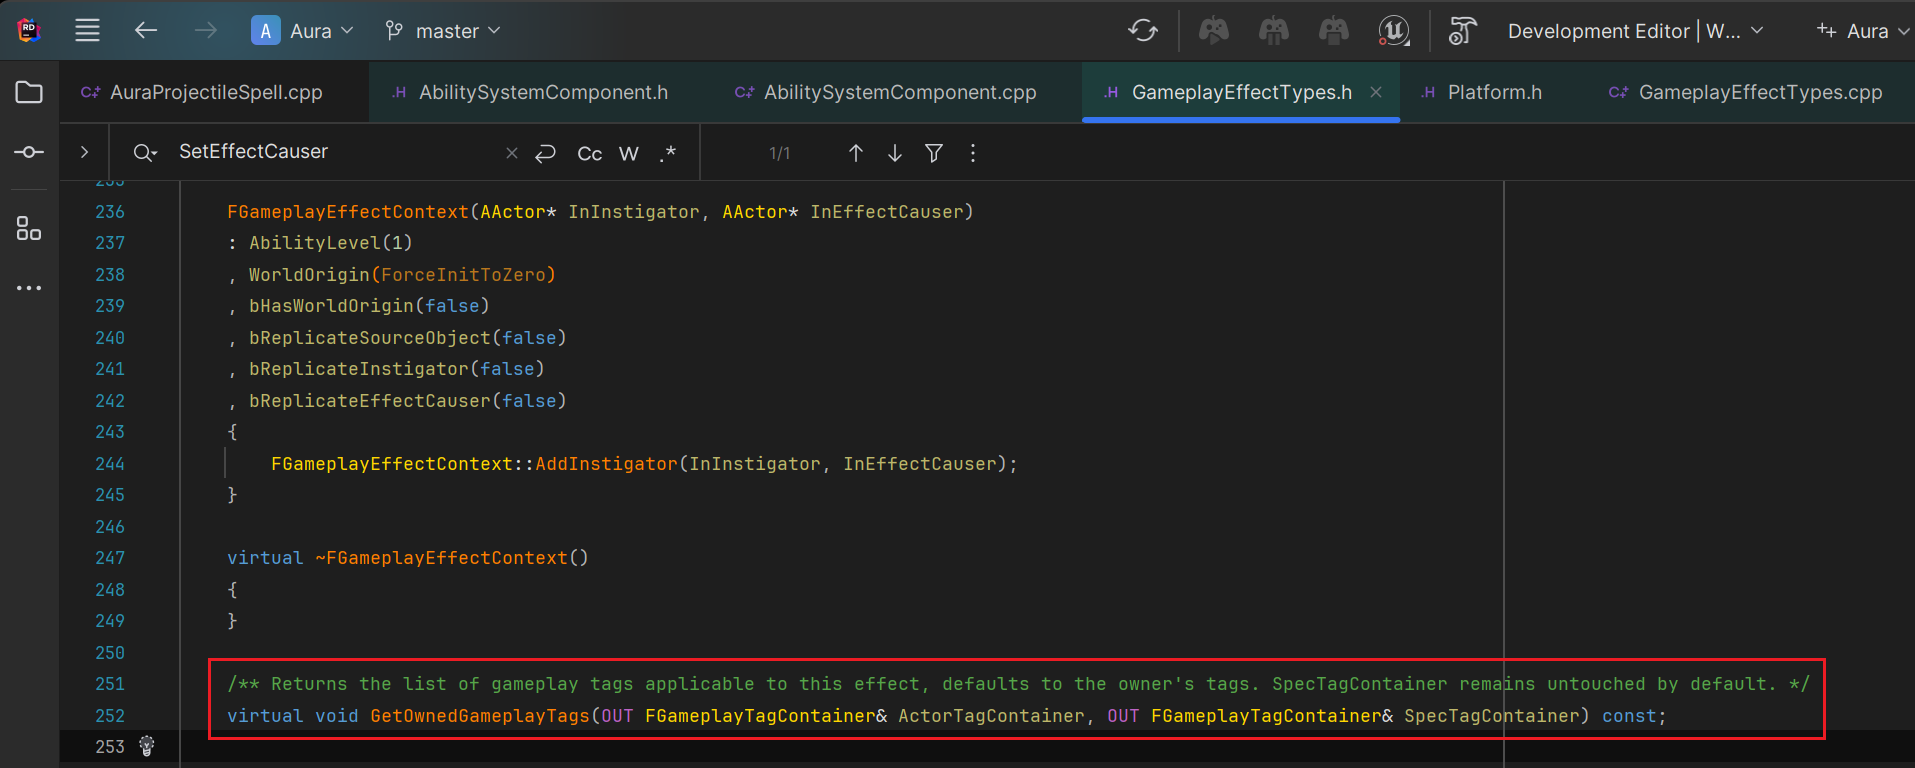 RD
A Aura master Development Editor | W... Aura
C+ AuraProjectileSpell.cpp .H AbilitySystemComponent.h C+ AbilitySystemComponent.cpp .H GameplayEffectTypes.h .H Platform.h C+ GameplayEffectTypes.cpp
SetEffectCauser Cc W .* 1/1
236 FGameplayEffectContext(AActor* InInstigator, AActor* InEffectCauser)
237 : AbilityLevel(1)
238 , WorldOrigin(ForceInitToZero)
239 , bHasWorldOrigin(false)
240 , bReplicateSourceObject(false)
241 , bReplicateInstigator(false)
242 , bReplicateEffectCauser(false)
243 {
244 FGameplayEffectContext::AddInstigator(InInstigator, InEffectCauser);
245 }
246
247 virtual ~FGameplayEffectContext()
248 {
249 }
250
251 /** Returns the list of gameplay tags applicable to this effect, defaults to the owner's tags. SpecTagContainer remains untouched by default. */
252 virtual void GetOwnedGameplayTags(OUT FGameplayTagContainer& ActorTagContainer, OUT FGameplayTagContainer& SpecTagContainer) const;
253